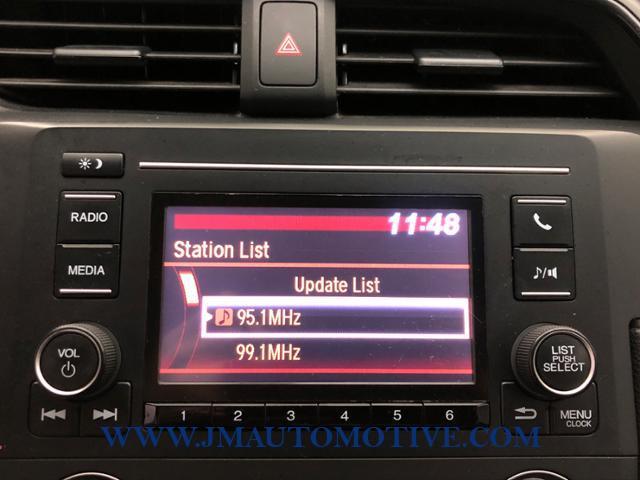 11:48
RADIO
Station List
MEDIA
Update List
95.1MHz
VOL
LIST
PUSH
SELECT
99.1MHz
1 2 3 4 5 6
MENU
CLOCK
WWW.JMAUTOMOTIVE.COM